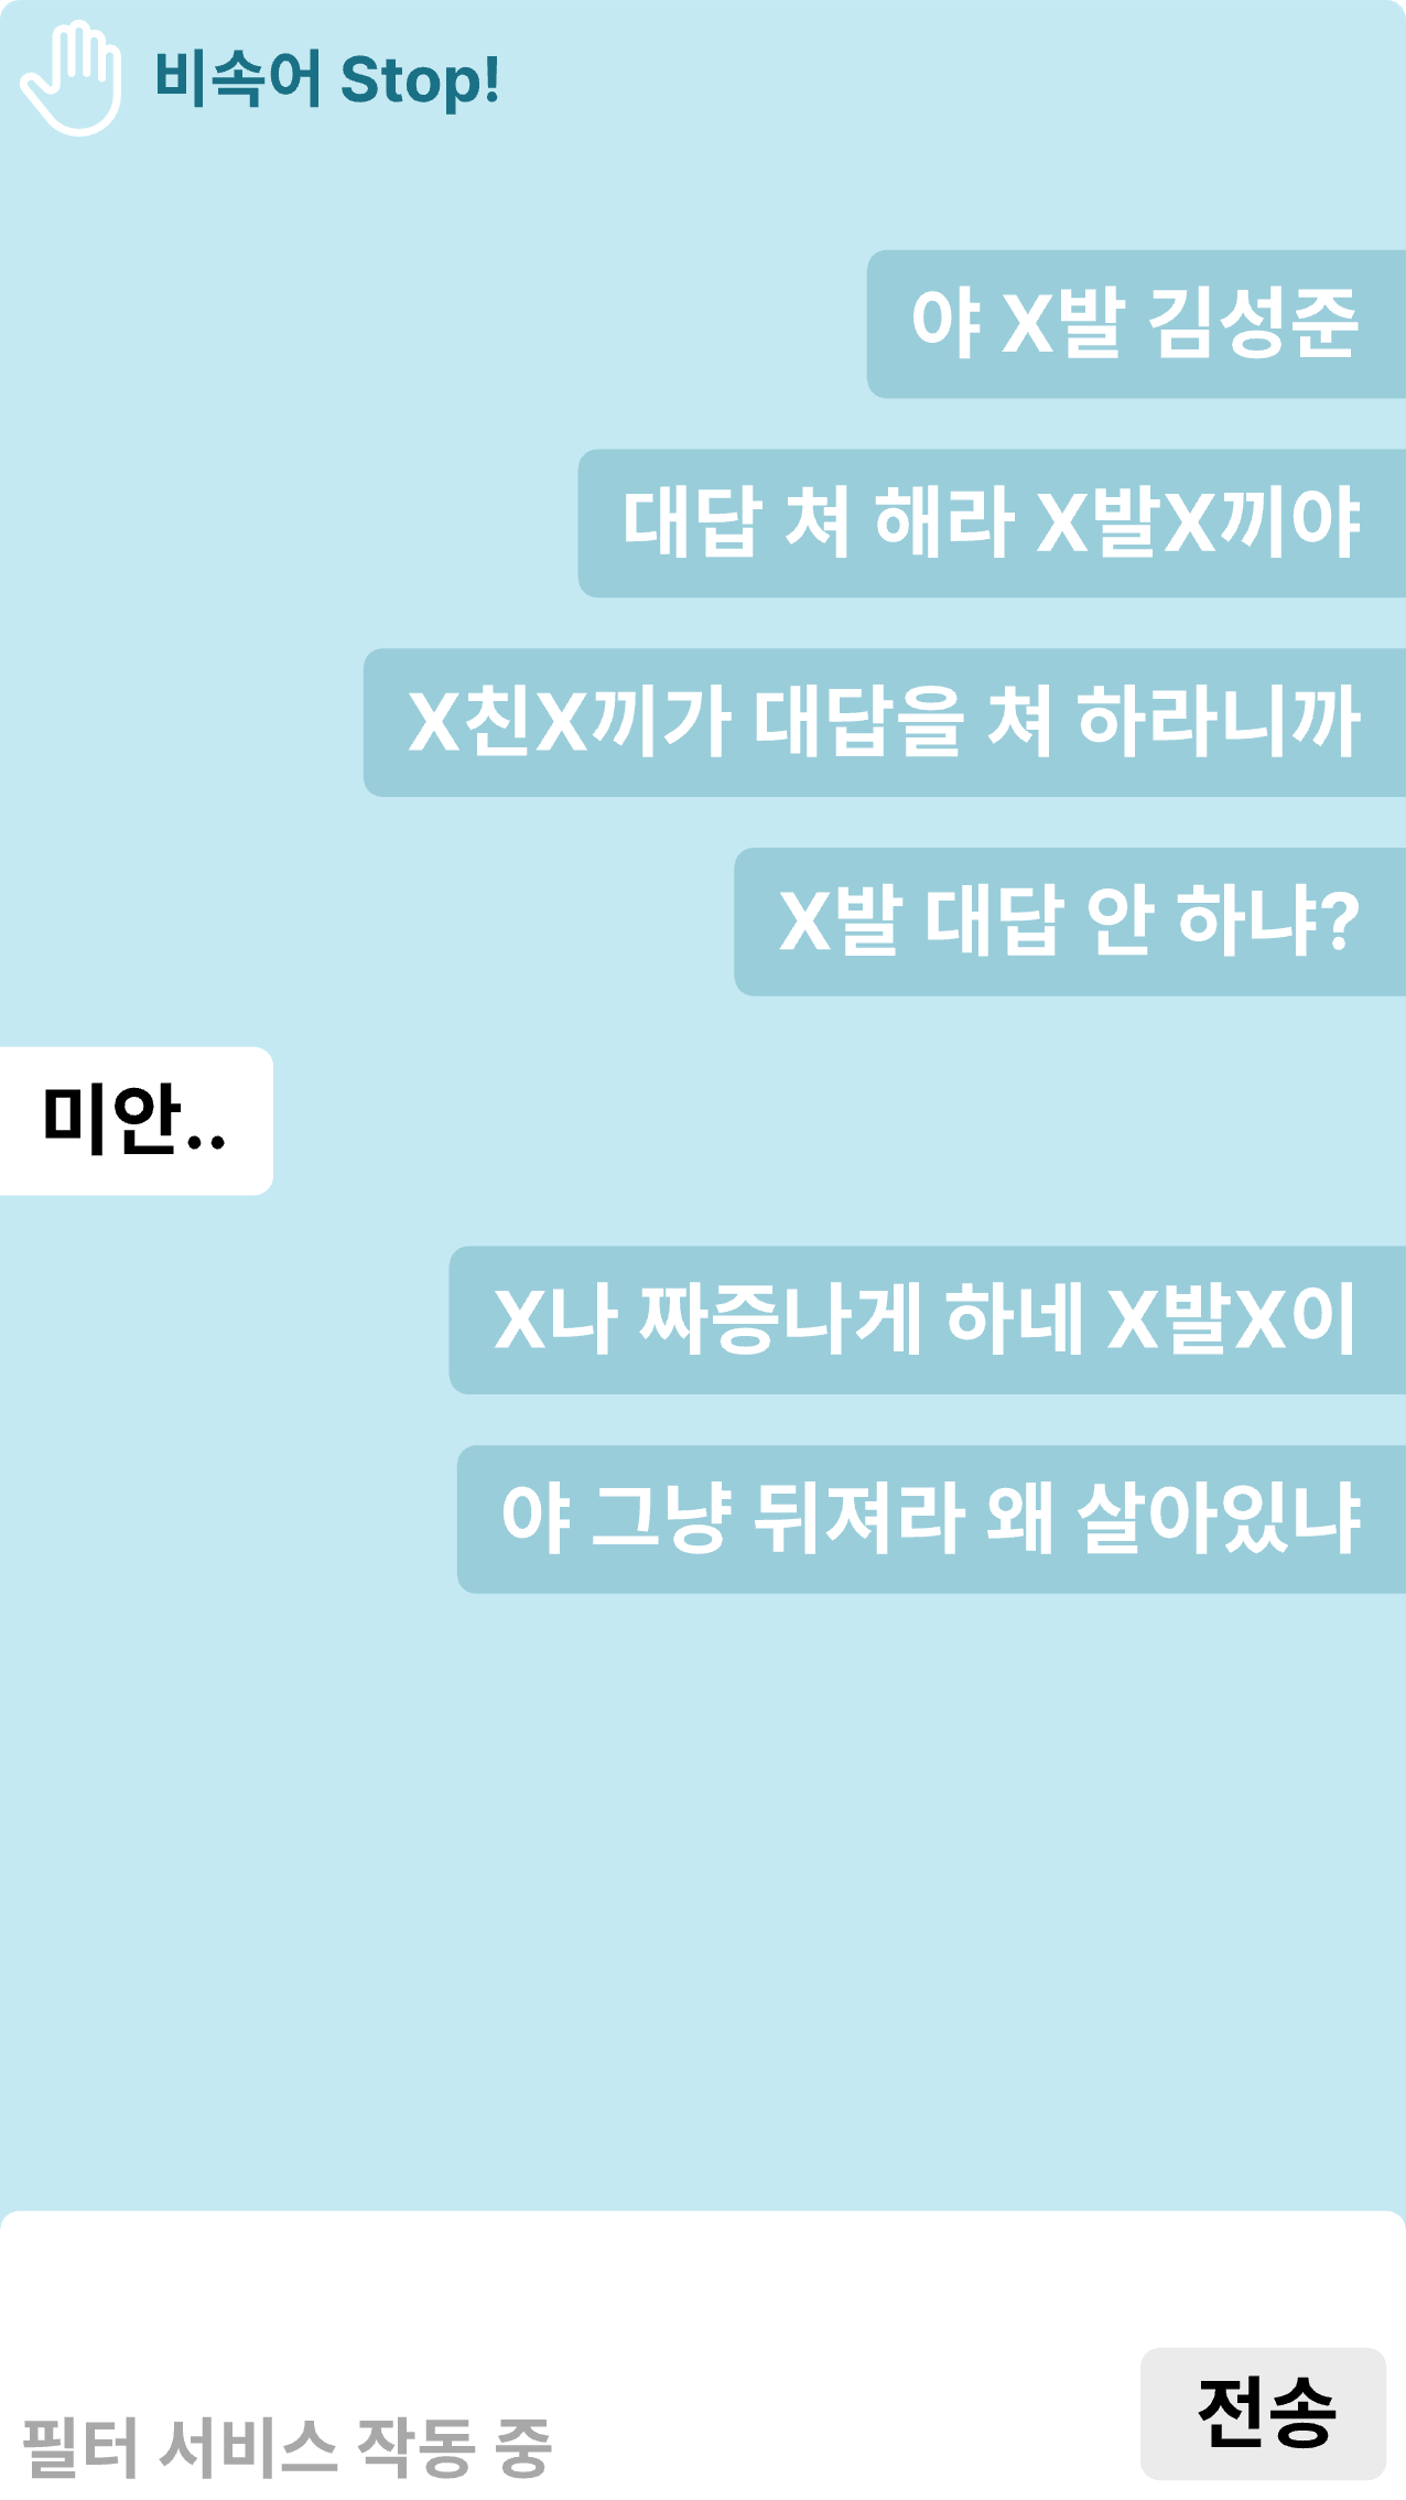 비속어 Stop!
야 X발 김성준
대답 쳐 해라 X발X끼야
X친X끼가 대답을 쳐 하라니까
X발 대답 안 하냐?
미안..
X나 짜증나게 하네 X발X이
야 그냥 뒤져라 왜 살아있냐
전송
필터 서비스 작동 중